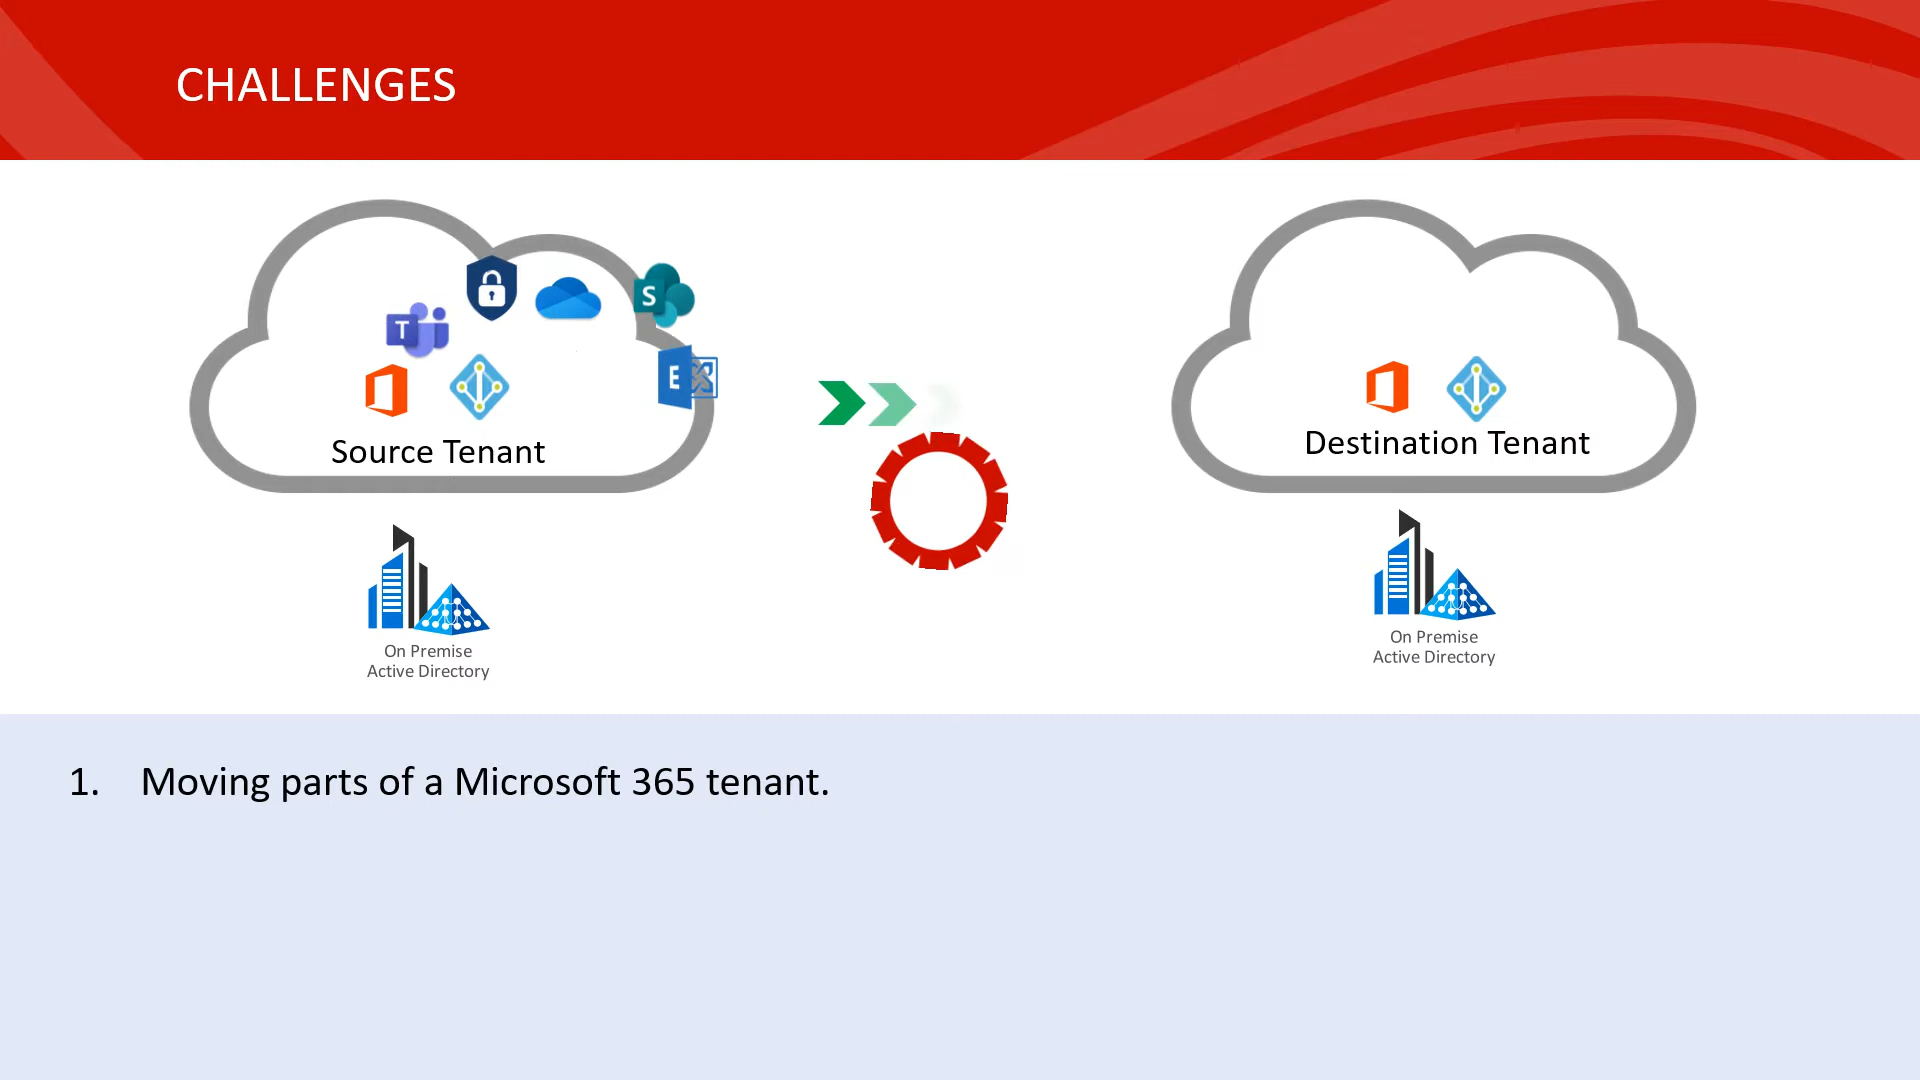 CHALLENGES
S
T
E
Source Tenant
Destination Tenant
On Premise
Active Directory
On Premise
Active Directory
1. Moving parts of a Microsoft 365 tenant.